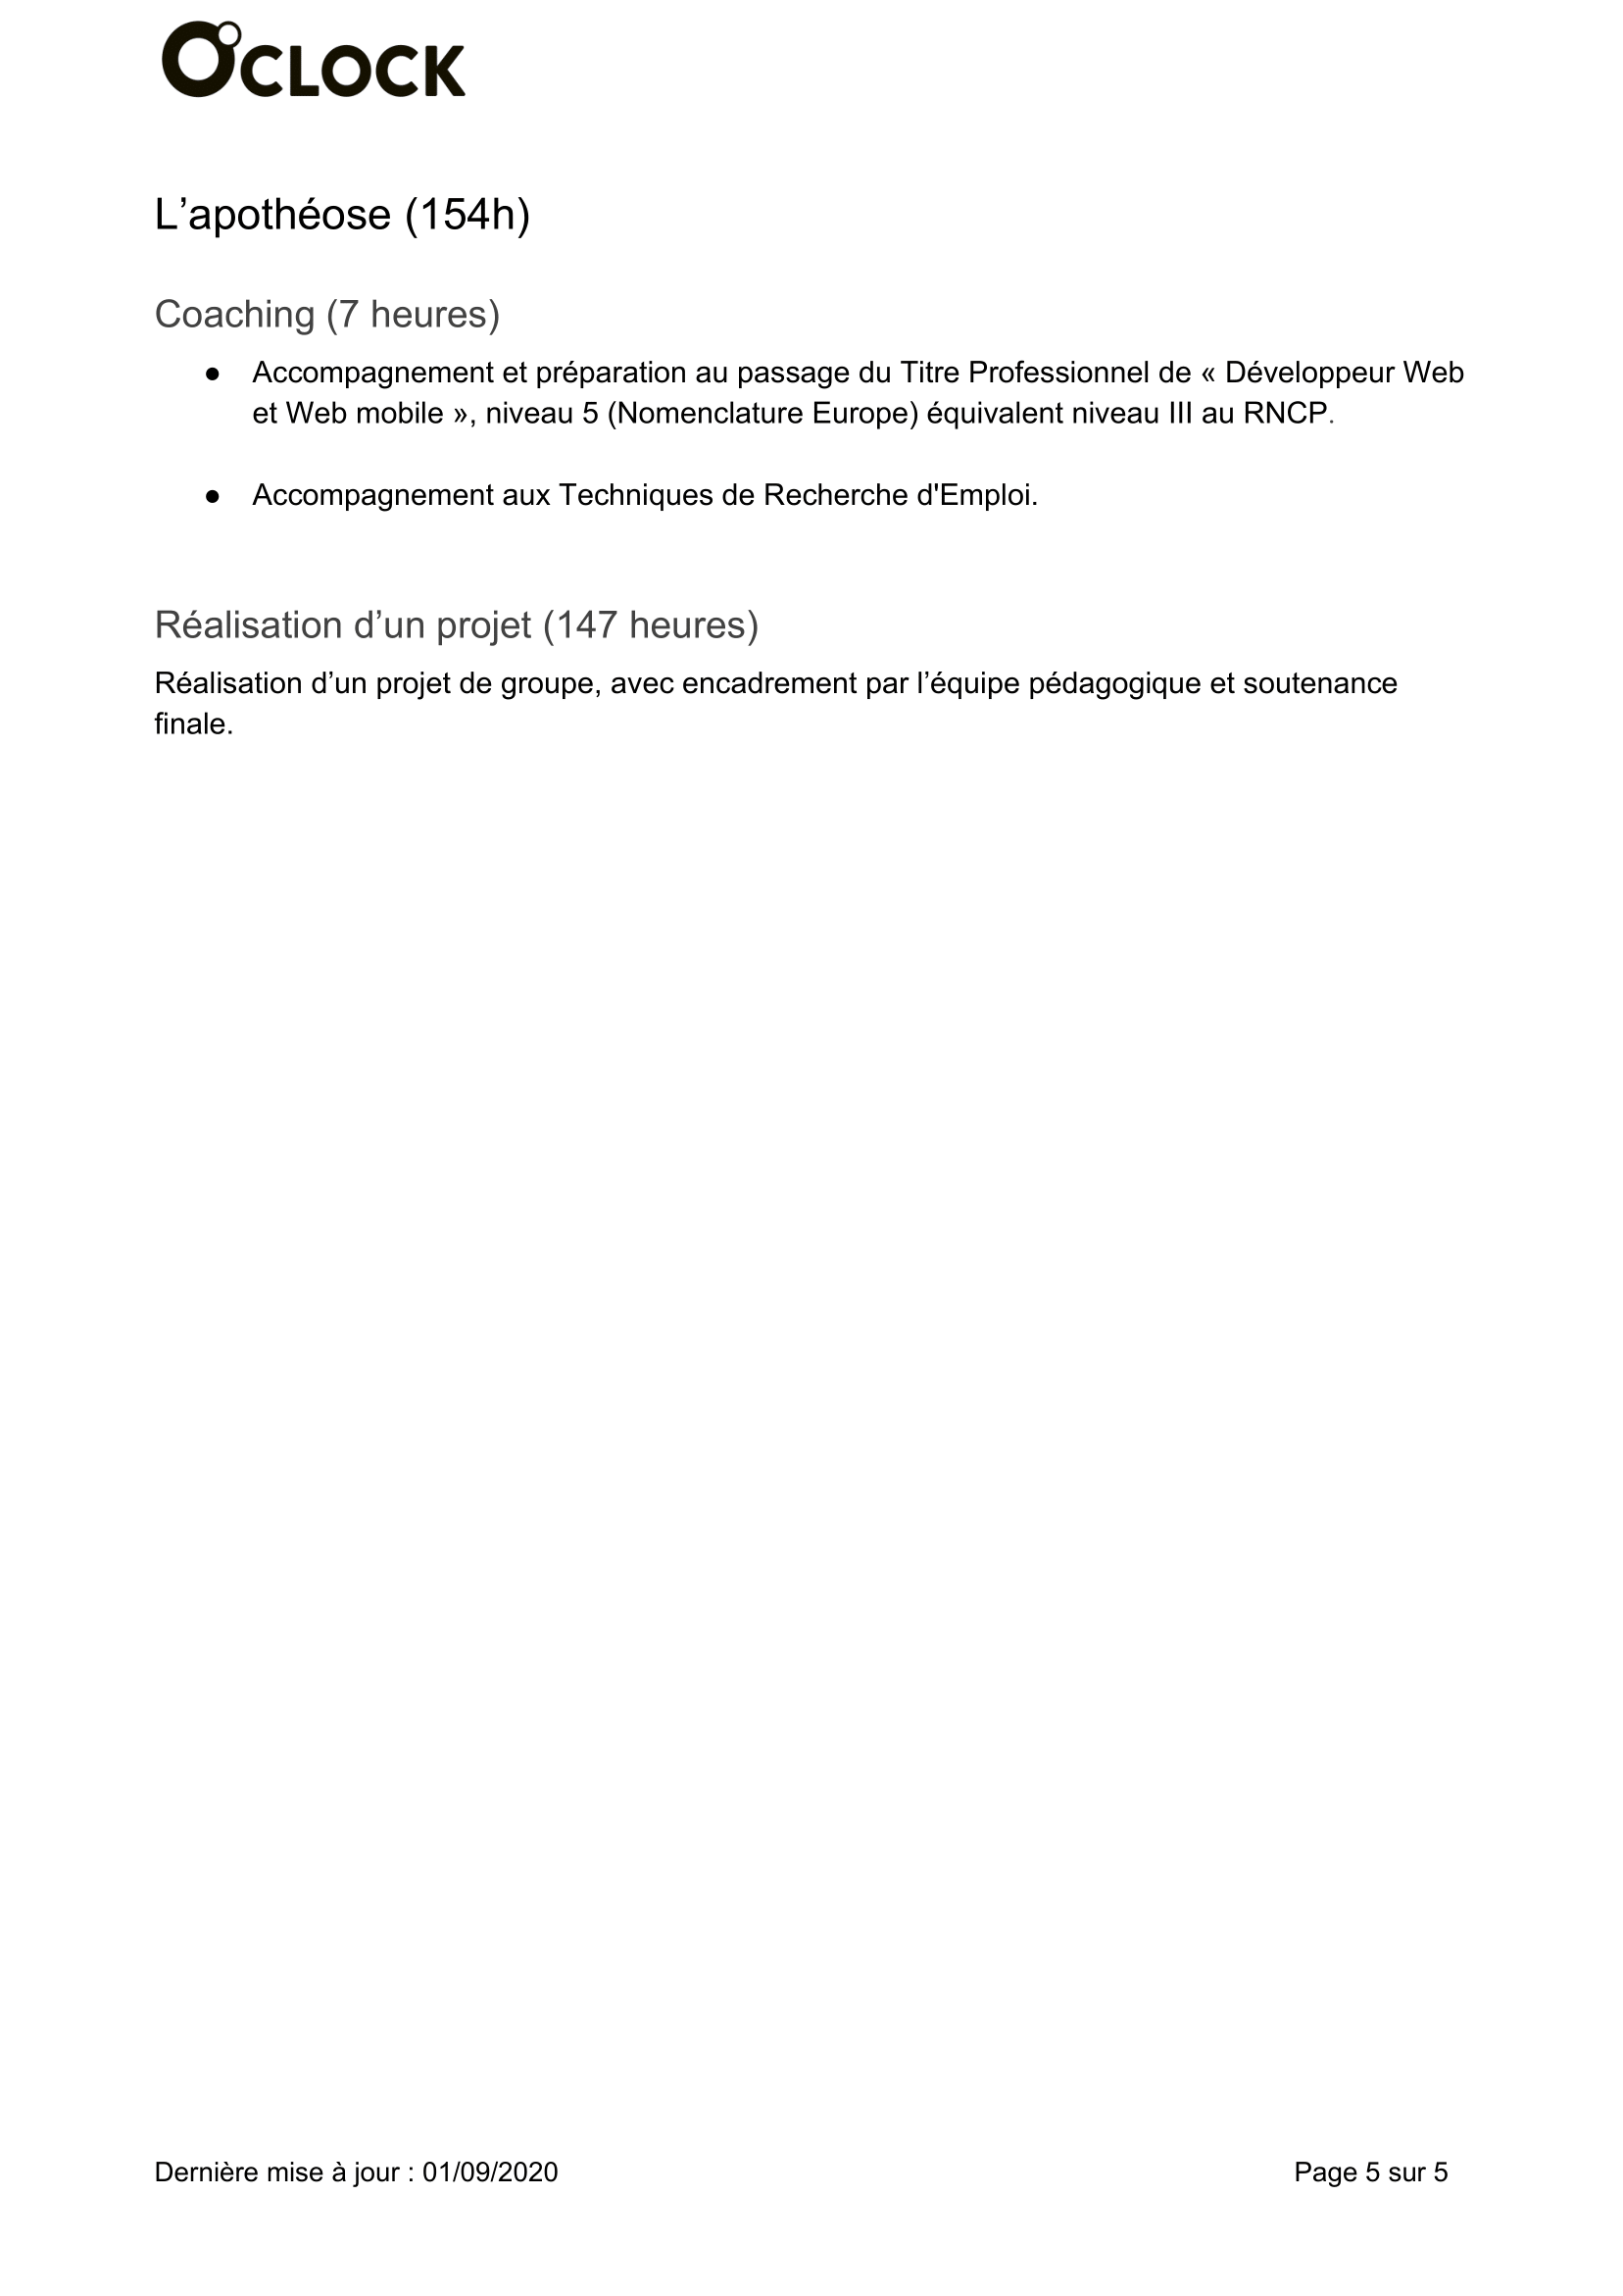 O'CLOCK
L’apothéose (154h)
Coaching (7 heures)
● Accompagnement et préparation au passage du Titre Professionnel de « Développeur Web
et Web mobile », niveau 5 (Nomenclature Europe) équivalent niveau III au RNCP.
● Accompagnement aux Techniques de Recherche d'Emploi.
Réalisation d’un projet (147 heures)
Réalisation d’un projet de groupe, avec encadrement par l’équipe pédagogique et soutenance
finale.
Dernière mise à jour : 01/09/2020 Page 5 sur 5